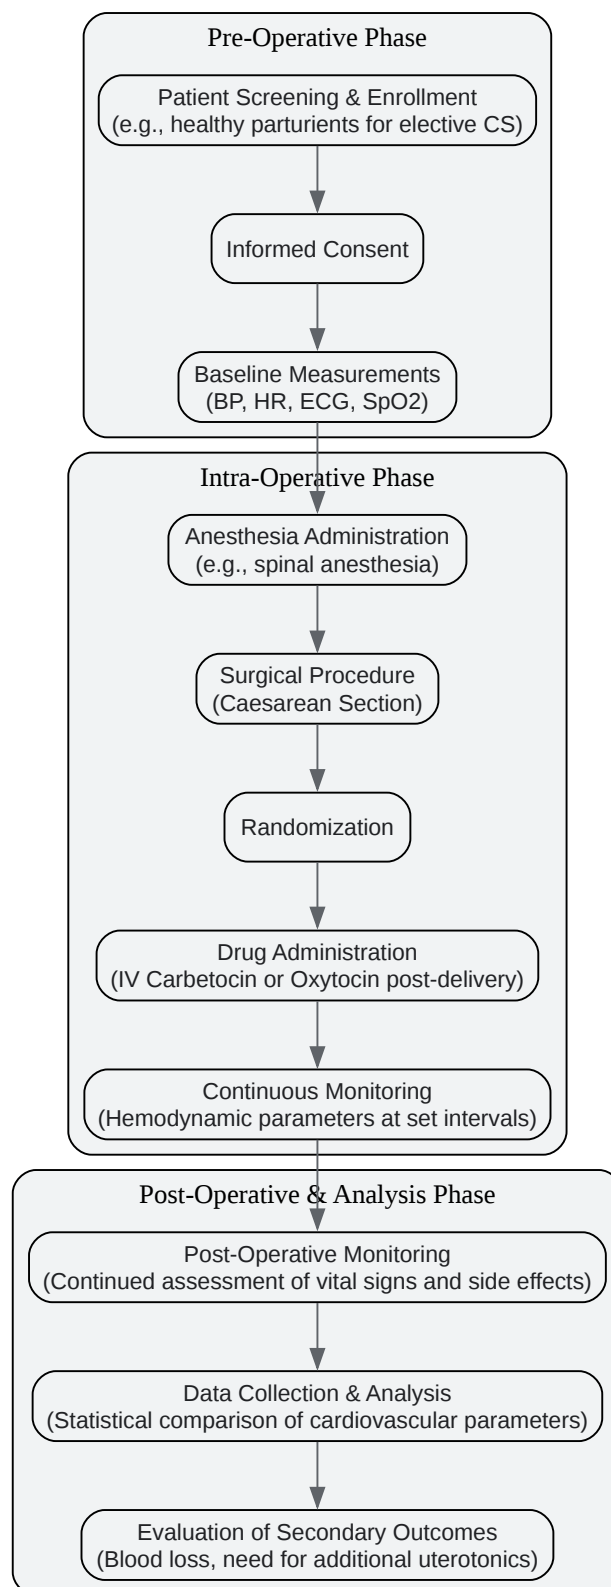 Pre-Operative Phase
Patient Screening & Enrollment
(e.g., healthy parturients for elective CS)
Informed Consent
Baseline Measurements
(BP, HR, ECG, SpO2)
Intra-Operative Phase
Anesthesia Administration
(e.g., spinal anesthesia)
Surgical Procedure
(Caesarean Section)
Randomization
Drug Administration
(IV Carbetocin or Oxytocin post-delivery)
Continuous Monitoring
(Hemodynamic parameters at set intervals)
Post-Operative & Analysis Phase
Post-Operative Monitoring
(Continued assessment of vital signs and side effects)
Data Collection & Analysis
(Statistical comparison of cardiovascular parameters)
Evaluation of Secondary Outcomes
(Blood loss, need for additional uterotonics)